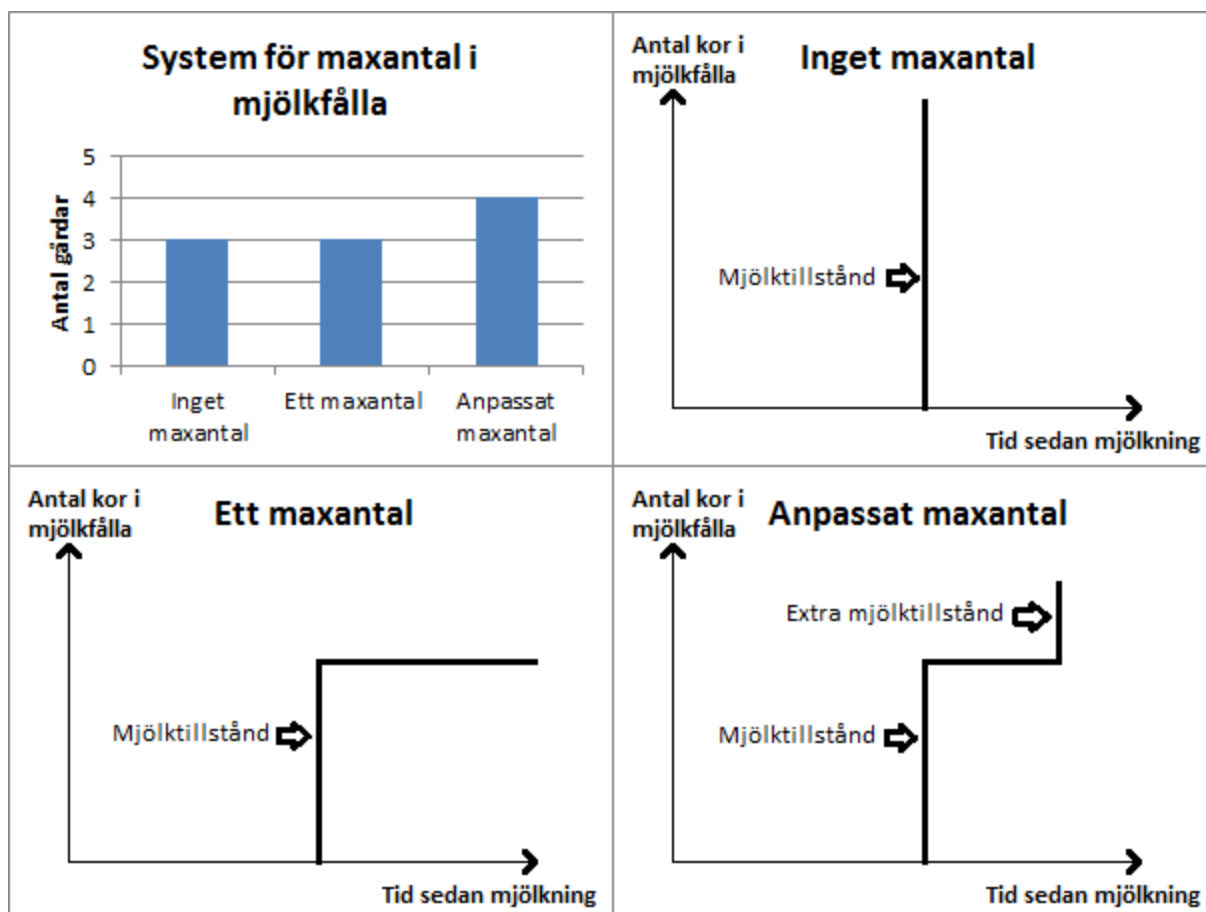 System för maxantal i
mjölkfålla
Antal gårdar
5
4
3
2
1
0
Inget
maxantal
Ett maxantal
Anpassat
maxantal
Antal kor i
mjölkfålla
Inget maxantal
Mjölktillstånd
Tid sedan mjölkning
Antal kor i
mjölkfålla
Ett maxantal
Mjölktillstånd
Tid sedan mjölkning
Antal kor i
mjölkfålla
Anpassat maxantal
Extra mjölktillstånd
Mjölktillstånd
Tid sedan mjölkning